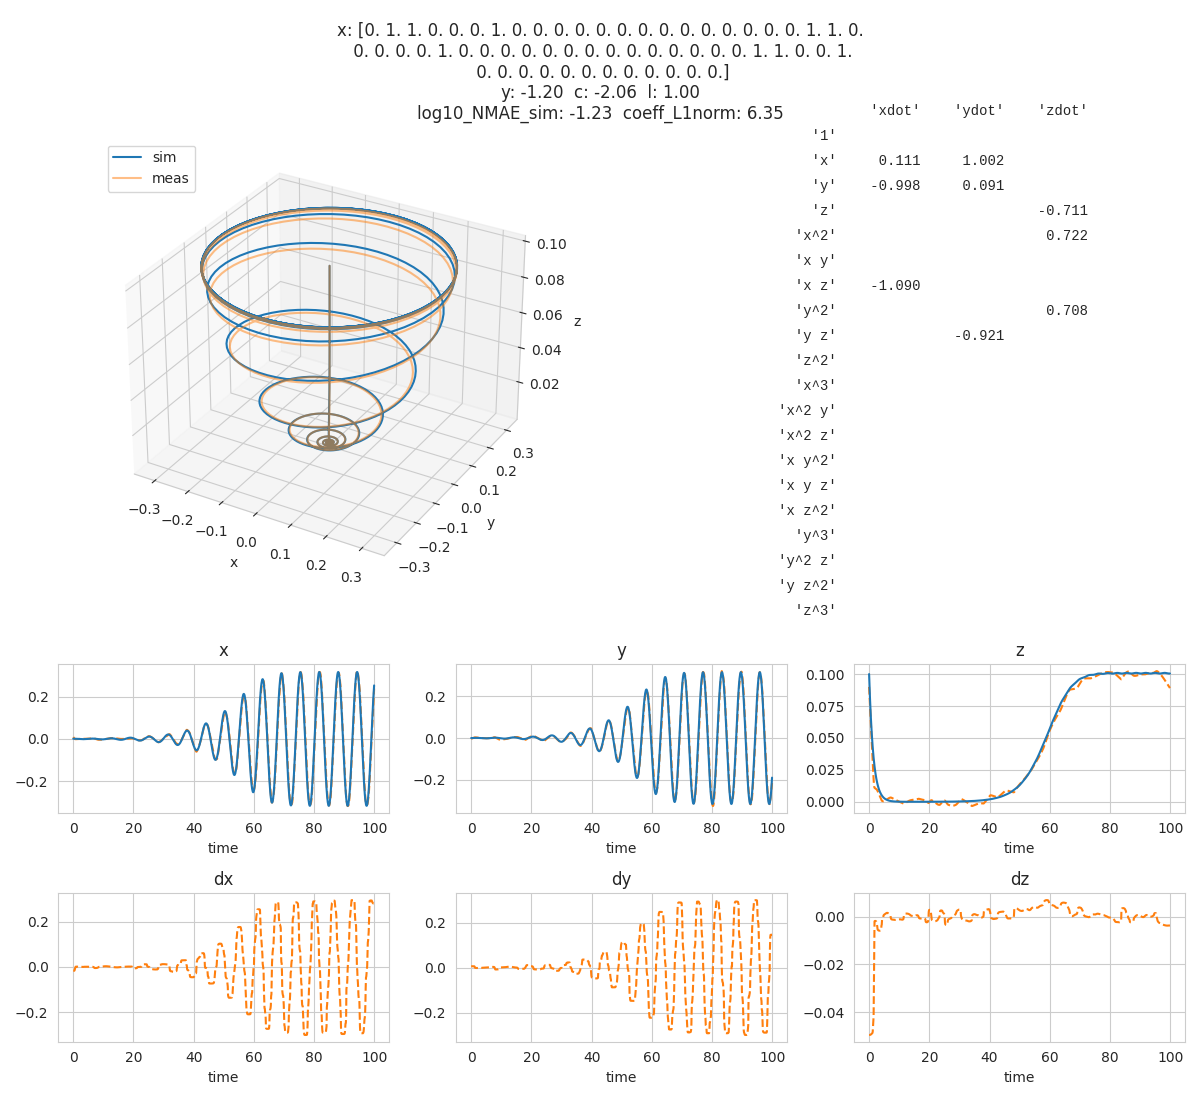 x: [0. 1. 1. 0. 0. 0. 1. 0. 0. 0. 0. 0. 0. 0. 0. 0. 0. 0. 0. 0. 0. 1. 1. 0.
0. 0. 0. 0. 1. 0. 0. 0. 0. 0. 0. 0. 0. 0. 0. 0. 0. 0. 0. 1. 1. 0. 0. 1.
0. 0. 0. 0. 0. 0. 0. 0. 0. 0. 0. 0.]
y: -1.20 c: -2.06 l: 1.00
log10_NMAE_sim: -1.23 coeff_L1norm: 6.35
'xdot' 'ydot' 'zdot'
'1'
'x' 0.111 1.002
'y' -0.998 0.091
'z' -0.711
'x^2' 0.722
'x y'
'x z' -1.090
'y^2' 0.708
'y z' -0.921
'z^2'
'x^3'
'x^2 y'
'x^2 z'
'x y^2'
'x y z'
'x z^2'
'y^3'
'y^2 z'
'y z^2'
'z^3'
sim
meas
0.10
0.08
0.06
z
0.04
0.02
0.3
0.2
0.1
0.0
y
−0.1
−0.2
−0.3
−0.3
−0.2
−0.1
0.0
x
0.1
0.2
0.3
x
0.2
0.0
−0.2
0 20 40 60 80 100
time
y
0.2
0.0
−0.2
0 20 40 60 80 100
time
z
0.100
0.075
0.050
0.025
0.000
0 20 40 60 80 100
time
dx
0.2
0.0
−0.2
0 20 40 60 80 100
time
dy
0.2
0.0
−0.2
0 20 40 60 80 100
time
dz
0.00
−0.02
−0.04
0 20 40 60 80 100
time